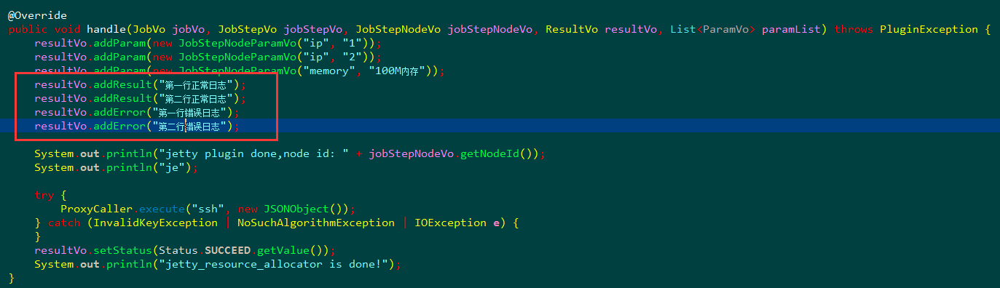 @Override
public void handle(JobVo jobVo, JobStepVo jobStepVo, JobStepNodeVo jobStepNodeVo, ResultVo resultVo, List<ParamVo> paramList) throws PluginException {
    resultVo.addParam(new JobStepNodeParamVo("ip", "1"));
    resultVo.addParam(new JobStepNodeParamVo("ip", "2"));
    resultVo.addParam(new JobStepNodeParamVo("memory", "100M内存"));
    resultVo.addResult("第一行正常日志");
    resultVo.addResult("第二行正常日志");
    resultVo.addError("第一行错误日志");
    resultVo.addError("第二行错误日志");
    System.out.println("jetty plugin done,node id: " + jobStepNodeVo.getNodeId());
    System.out.println("je");
    try {
        ProxyCaller.execute("ssh", new JSONObject());
    } catch (InvalidKeyException | NoSuchAlgorithmException | IOException e) {
    }
    resultVo.setStatus(Status.SUCCEED.getValue());
    System.out.println("jetty_resource_allocator is done!");
}